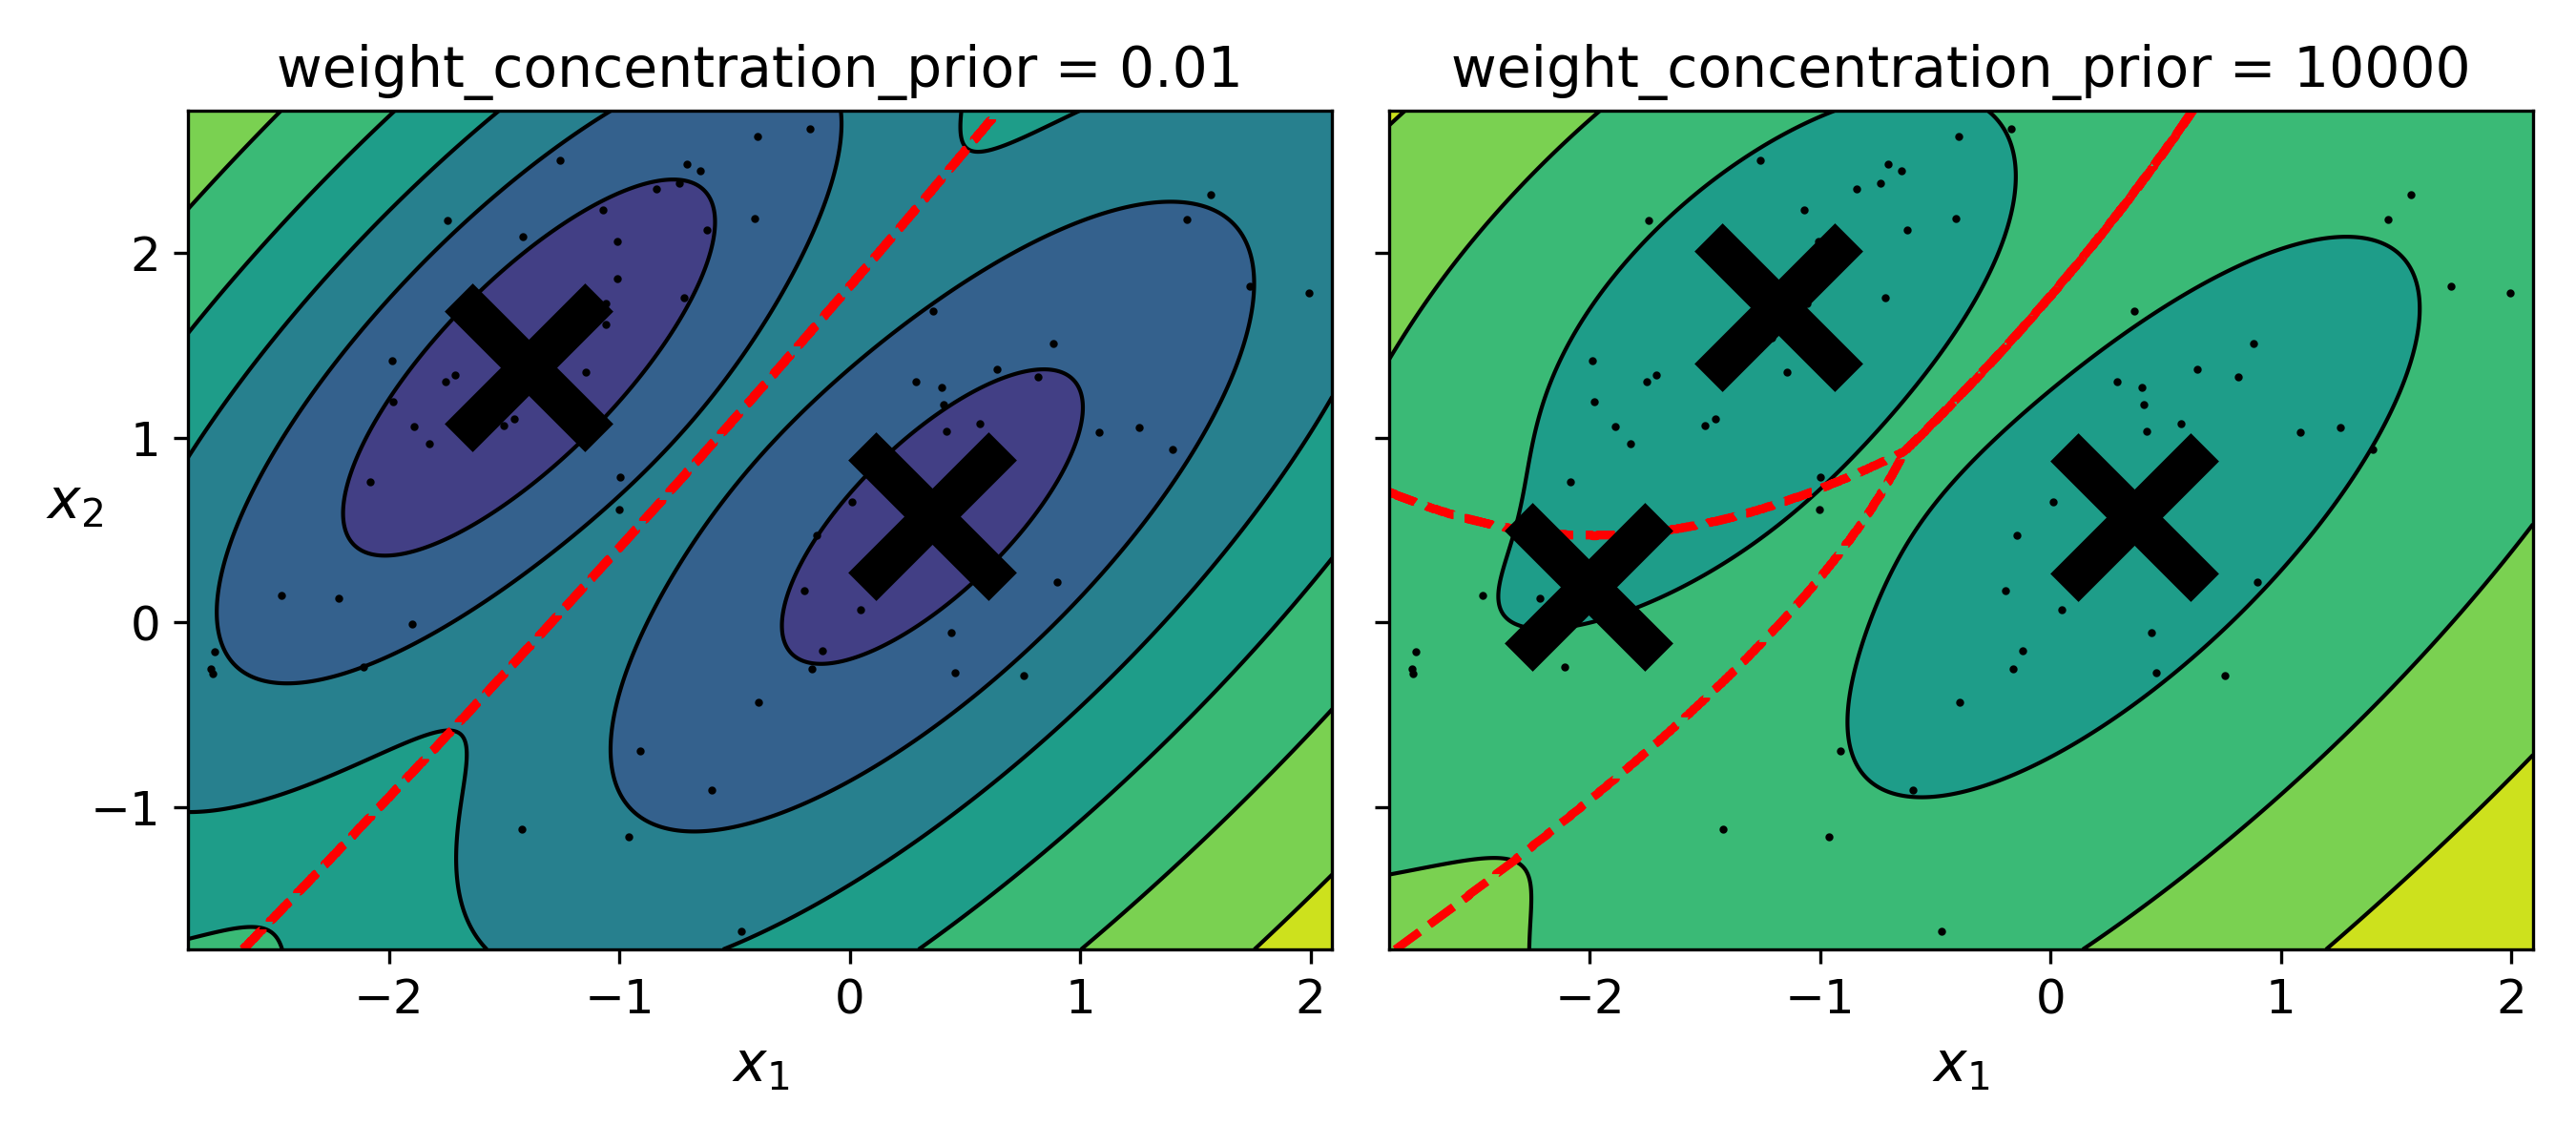 weight_concentration_prior = 0.01
weight_concentration_prior = 10000
x₂
2
1
0
−1
−2 −1 0 1 2
−2 −1 0 1 2
x₁
x₁